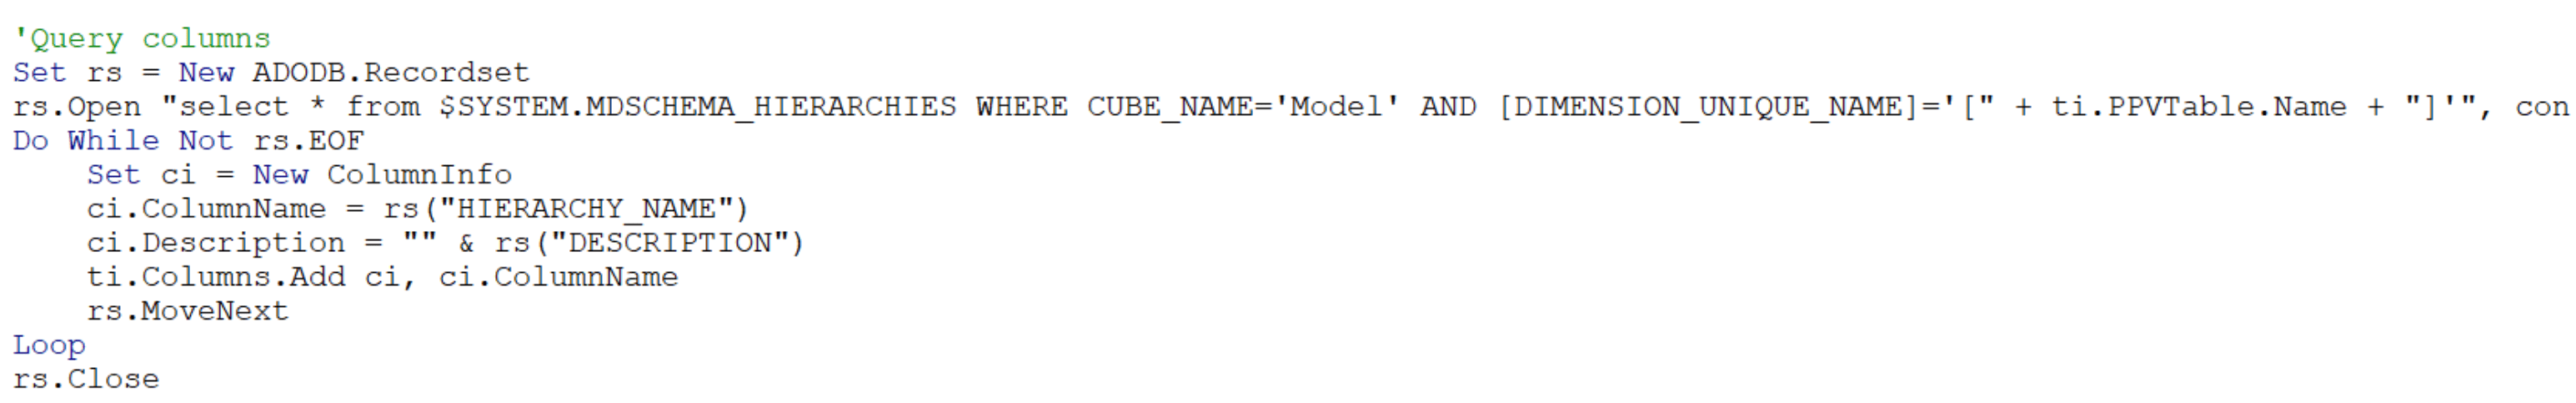 'Query columns
Set rs = New ADODB.Recordset
rs.Open "select * from $SYSTEM.MDSCHEMA_HIERARCHIES WHERE CUBE_NAME='Model' AND [DIMENSION_UNIQUE_NAME]='[" + ti.PPVTable.Name + "]'", con
Do While Not rs.EOF
    Set ci = New ColumnInfo
    ci.ColumnName = rs("HIERARCHY_NAME")
    ci.Description = "" & rs("DESCRIPTION")
    ti.Columns.Add ci, ci.ColumnName
    rs.MoveNext
Loop
rs.Close